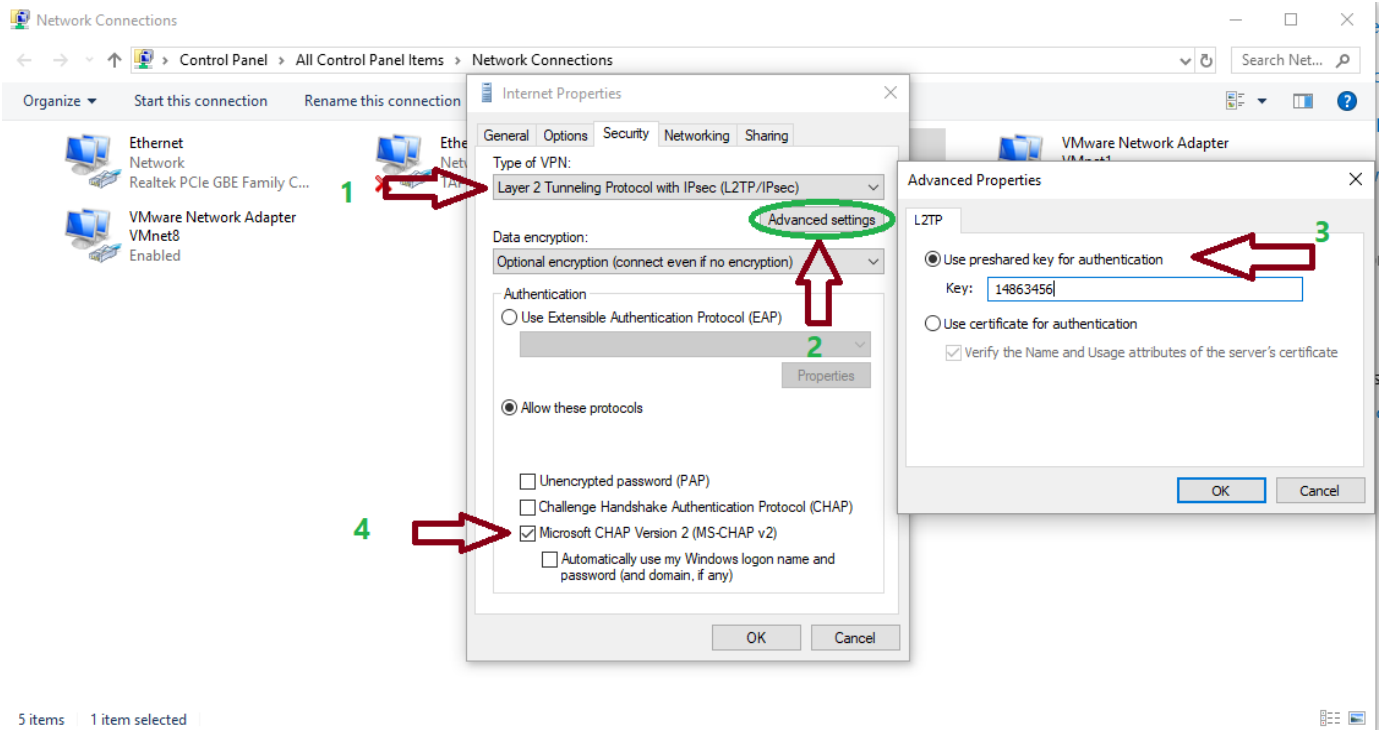 Network Connections
Control Panel > All Control Panel Items > Network Connections
Search Net...
Organize
Start this connection
Rename this connection
Ethernet
Network
Realtek PCIe GBE Family C...
VMware Network Adapter
VMnet8
Enabled
Ethe
Netw
TAP
VMware Network Adapter
VMnet1
1
Internet Properties
General
Options
Security
Networking
Sharing
Type of VPN:
Layer 2 Tunneling Protocol with IPsec (L2TP/IPsec)
Advanced settings
Data encryption:
Optional encryption (connect even if no encryption)
2
Authentication
Use Extensible Authentication Protocol (EAP)
Properties
Allow these protocols
Unencrypted password (PAP)
Challenge Handshake Authentication Protocol (CHAP)
4
Microsoft CHAP Version 2 (MS-CHAP v2)
Automatically use my Windows logon name and
password (and domain, if any)
OK
Cancel
Advanced Properties
L2TP
3
Use preshared key for authentication
Key: 14863456
Use certificate for authentication
Verify the Name and Usage attributes of the server's certificate
OK
Cancel
5 items
1 item selected